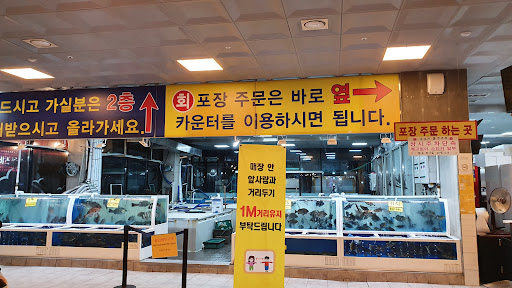 드시고 가실분은 2층
내받으시고 올라가세요.
회 포장 주문은 바로 옆
카운터를 이용하시면 됩니다.
포장 주문 하는 곳
매장 안
앞사람과
거리두기
1M거리유지
부탁드립니다